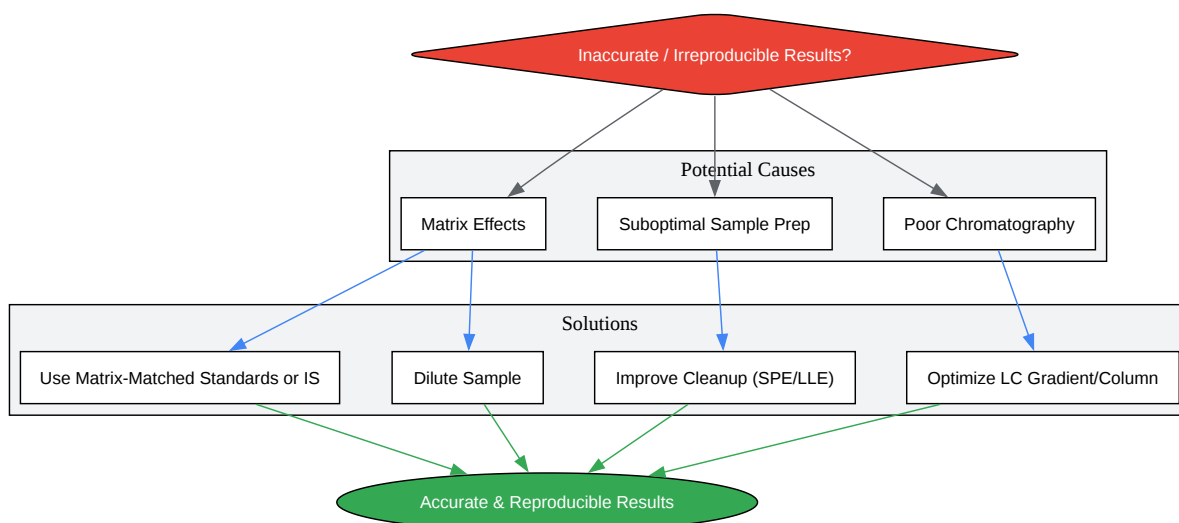 Inaccurate / Irreproducible Results?
Potential Causes
Matrix Effects
Suboptimal Sample Prep
Poor Chromatography
Solutions
Use Matrix-Matched Standards or IS
Dilute Sample
Improve Cleanup (SPE/LLE)
Optimize LC Gradient/Column
Accurate & Reproducible Results